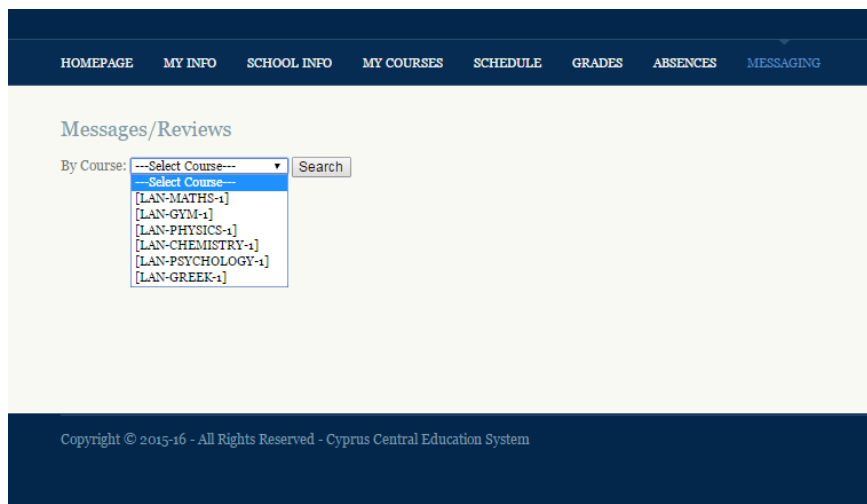 HOMEPAGE MY INFO SCHOOL INFO MY COURSES SCHEDULE GRADES ABSENCES MESSAGING
Messages/Reviews
By Course: ---Select Course--- Search
---Select Course---
[LAN-MATHS-1]
[LAN-GYM-1]
[LAN-PHYSICS-1]
[LAN-CHEMISTRY-1]
[LAN-PSYCHOLOGY-1]
[LAN-GREEK-1]
Copyright © 2015-16 - All Rights Reserved - Cyprus Central Education System